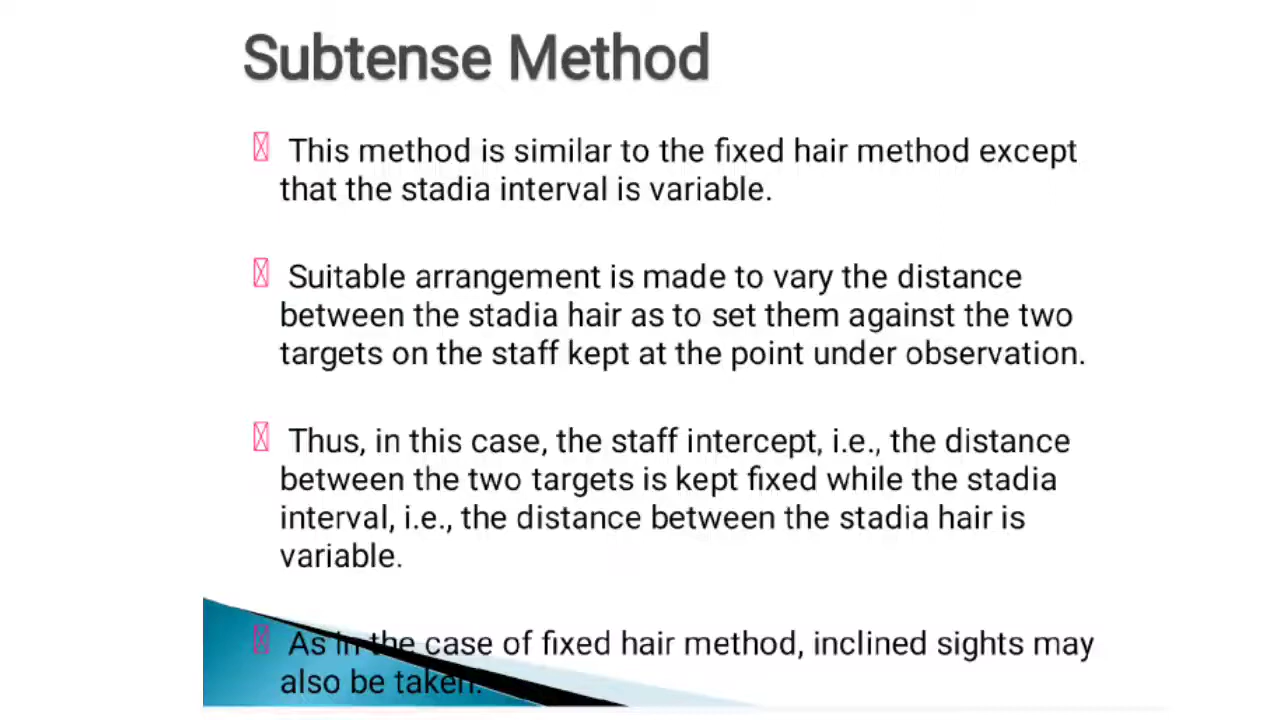 Subtense Method
This method is similar to the fixed hair method except
that the stadia interval is variable.
Suitable arrangement is made to vary the distance
between the stadia hair as to set them against the two
targets on the staff kept at the point under observation.
Thus, in this case, the staff intercept, i.e., the distance
between the two targets is kept fixed while the stadia
interval, i.e., the distance between the stadia hair is
variable.
As in the case of fixed hair method, inclined sights may
also be taken.